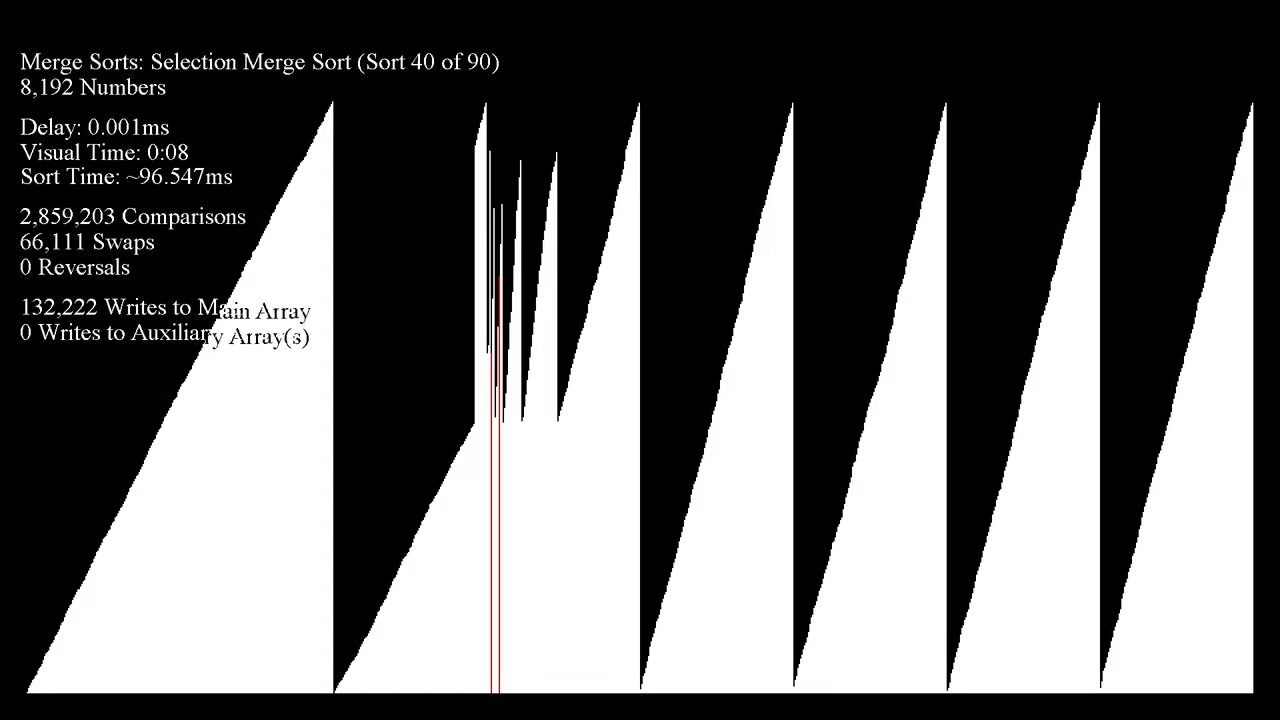 Merge Sorts: Selection Merge Sort (Sort 40 of 90)
8,192 Numbers
Delay: 0.001ms
Visual Time: 0:08
Sort Time: ~96.547ms
2,859,203 Comparisons
66,111 Swaps
0 Reversals
132,222 Writes to Main Array
0 Writes to Auxiliary Array(s)